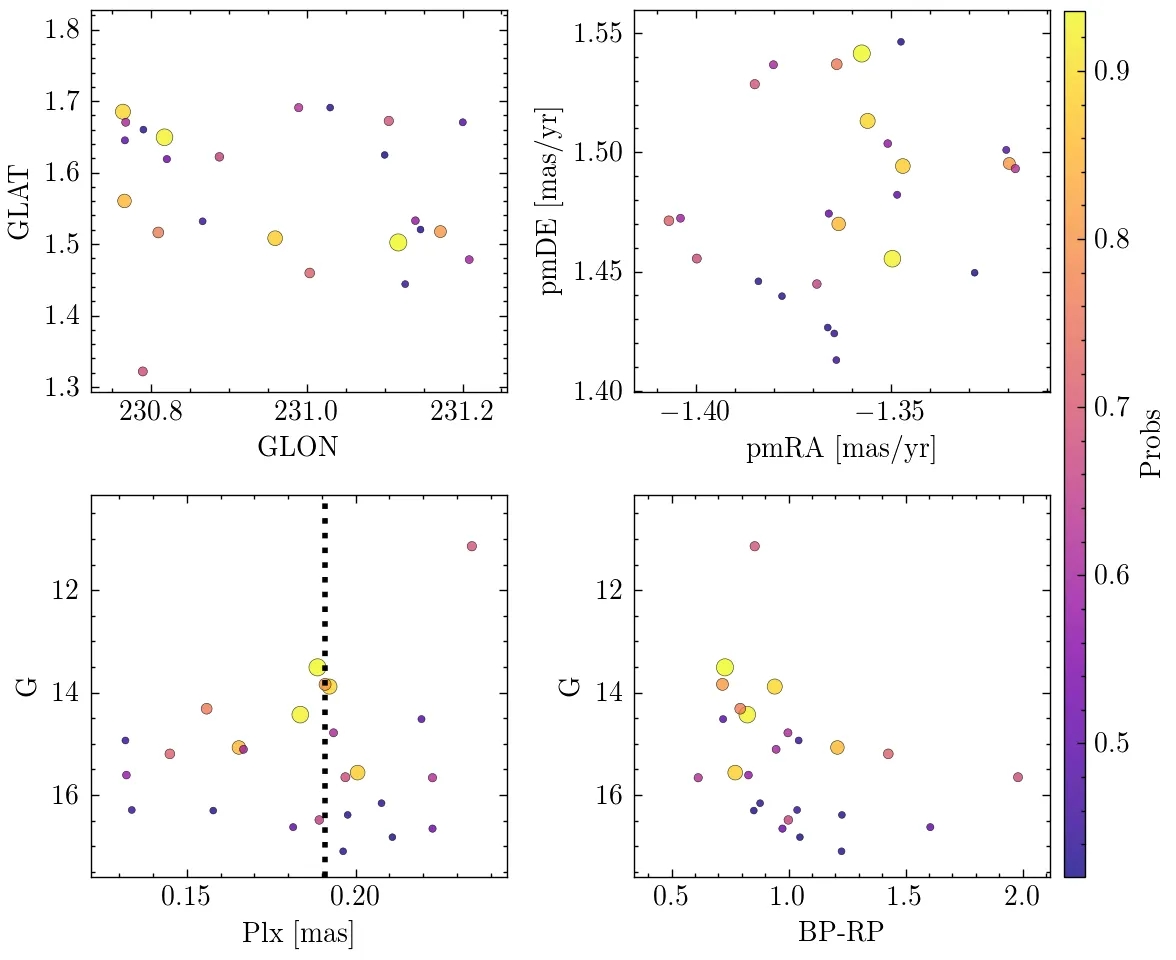 1.8
1.7
1.6
1.5
1.4
1.3
GLAT
230.8 231.0 231.2
GLON
1.55
1.50
1.45
1.40
pmDE [mas/yr]
−1.40 −1.35
pmRA [mas/yr]
12
14
16
G
0.15 0.20
Plx [mas]
12
14
16
G
0.5 1.0 1.5 2.0
BP-RP
0.9
0.8
0.7
0.6
0.5
Probs